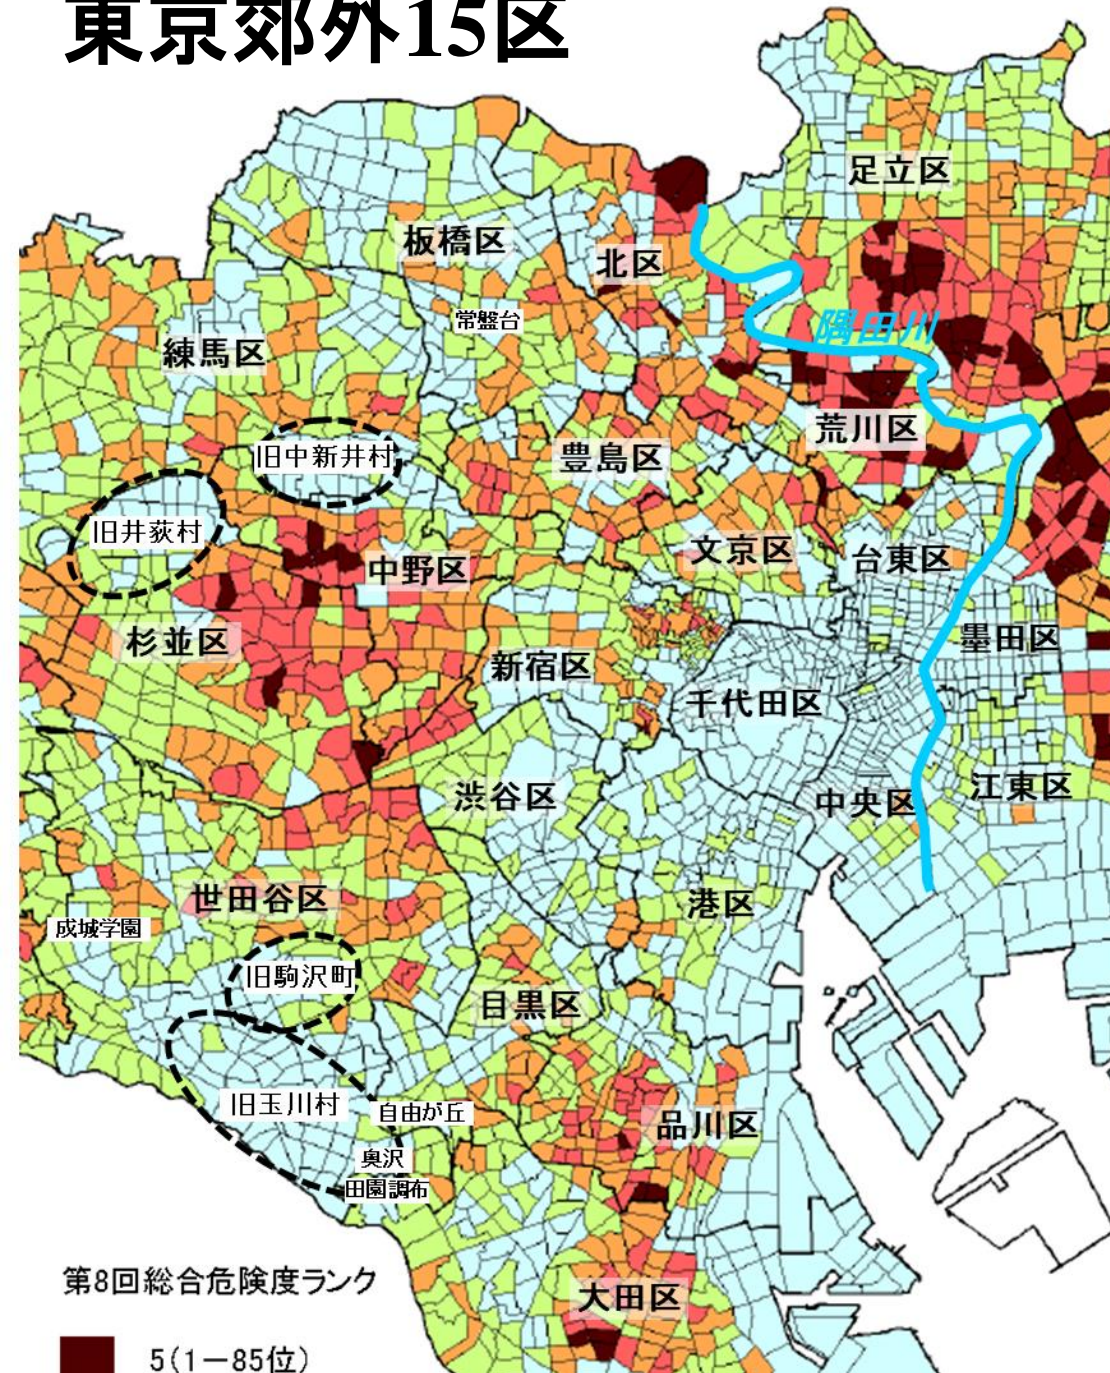 東京郊外15区
足立区
板橋区
北区
常盤台
隅田川
練馬区
荒川区
旧中新井村
豊島区
旧井荻村
文京区
台東区
中野区
杉並区
墨田区
新宿区
千代田区
渋谷区
江東区
中央区
世田谷区
港区
成城学園
旧駒沢町
目黒区
旧玉川村
自由が丘
品川区
奥沢
田園調布
第8回総合危険度ランク
大田区
5(1－85位)